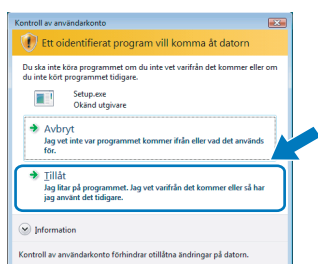 Kontroll av användarkonto
Ett oidentifierat program vill komma åt datorn
Du ska inte köra programmet om du inte vet varifrån det kommer eller om
du inte kört programmet tidigare.
Setup.exe
Okänd utgivare
Avbryt
Jag vet inte var programmet kommer ifrån eller vad det används
för.
Tillåt
Jag litar på programmet. Jag vet varifrån det kommer eller så har
jag använt det tidigare.
Information
Kontroll av användarkonto förhindrar otillåtna ändringar på datorn.